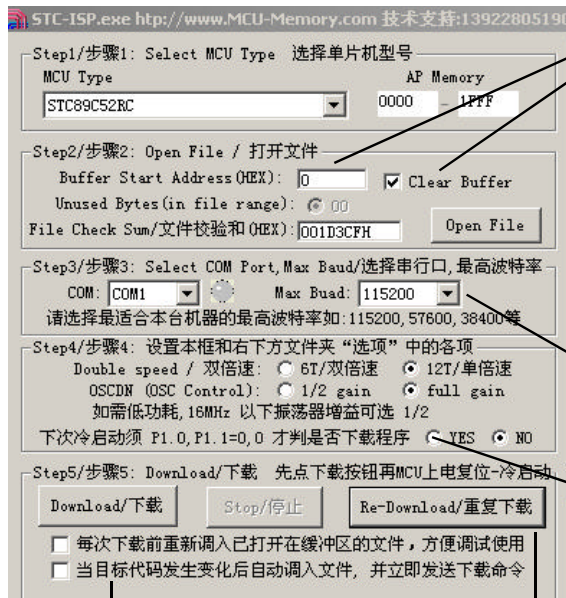 STC-ISP.exe htp://www.MCU-Memory.com 技术支持:13922805190
Step1/步骤1: Select MCU Type 选择单片机型号
MCU Type AP Memory
STC89C52RC 0000 - 1FFF
Step2/步骤2: Open File / 打开文件
Buffer Start Address(HEX): 0 Clear Buffer
Unused Bytes(in file range): 00
File Check Sum/文件校验和(HEX): 001D3CFH Open File
Step3/步骤3: Select COM Port,Max Baud/选择串行口,最高波特率
COM: COM1 Max Buad: 115200
请选择最适合本台机器的最高波特率如:115200,57600,38400等
Step4/步骤4: 设置本框和右下方文件夹“选项”中的各项
Double speed / 双倍速: 6T/双倍速 12T/单倍速
OSCDN (OSC Control): 1/2 gain full gain
如需低功耗,16MHz 以下振荡器增益可选 1/2
下次冷启动须 P1.0,P1.1=0,0 才判是否下载程序 YES NO
Step5/步骤5: Download/下载 先点下载按钮再MCU上电复位-冷启动
Download/下载 Stop/停止 Re-Download/重复下载
每次下载前重新调入已打开在缓冲区的文件，方便调试使用
当目标代码发生变化后自动调入文件, 并立即发送下载命令